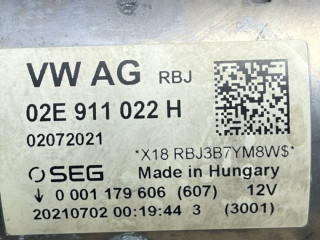 VW AG RBJ
02E 911 022 H
02072021
*X18 RBJ3B7YM8W$*
SEG Made in Hungary
↓ 0 001 179 606 (607) 12V
20210702 00:19:44 3 (3001)